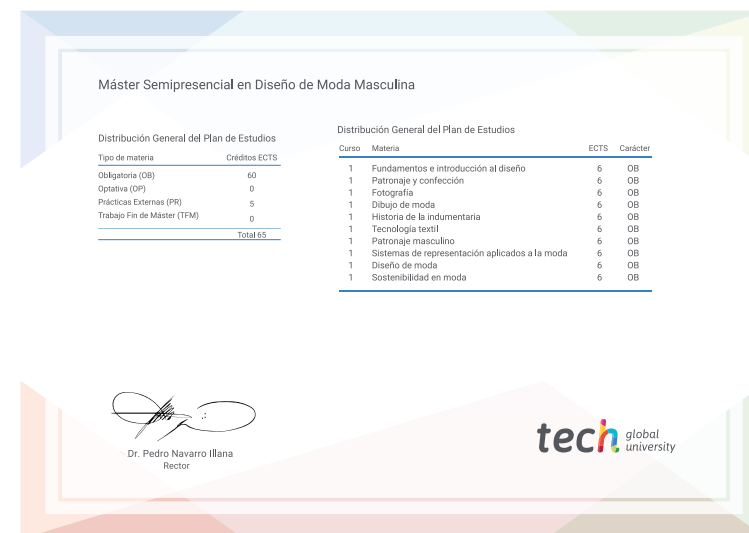 Máster Semipresencial en Diseño de Moda Masculina
Distribución General del Plan de Estudios
Tipo de materia Créditos ECTS
Obligatoria (OB) 60
Optativa (OP) 0
Prácticas Externas (PR) 5
Trabajo Fin de Máster (TFM) 0
Total 65
Distribución General del Plan de Estudios
Curso Materia ECTS Carácter
1 Fundamentos e introducción al diseño 6 OB
1 Patronaje y confección 6 OB
1 Fotografía 6 OB
1 Dibujo de moda 6 OB
1 Historia de la indumentaria 6 OB
1 Tecnología textil 6 OB
1 Patronaje masculino 6 OB
1 Sistemas de representación aplicados a la moda 6 OB
1 Diseño de moda 6 OB
1 Sostenibilidad en moda 6 OB
Dr. Pedro Navarro Illana
Rector
tech global
university